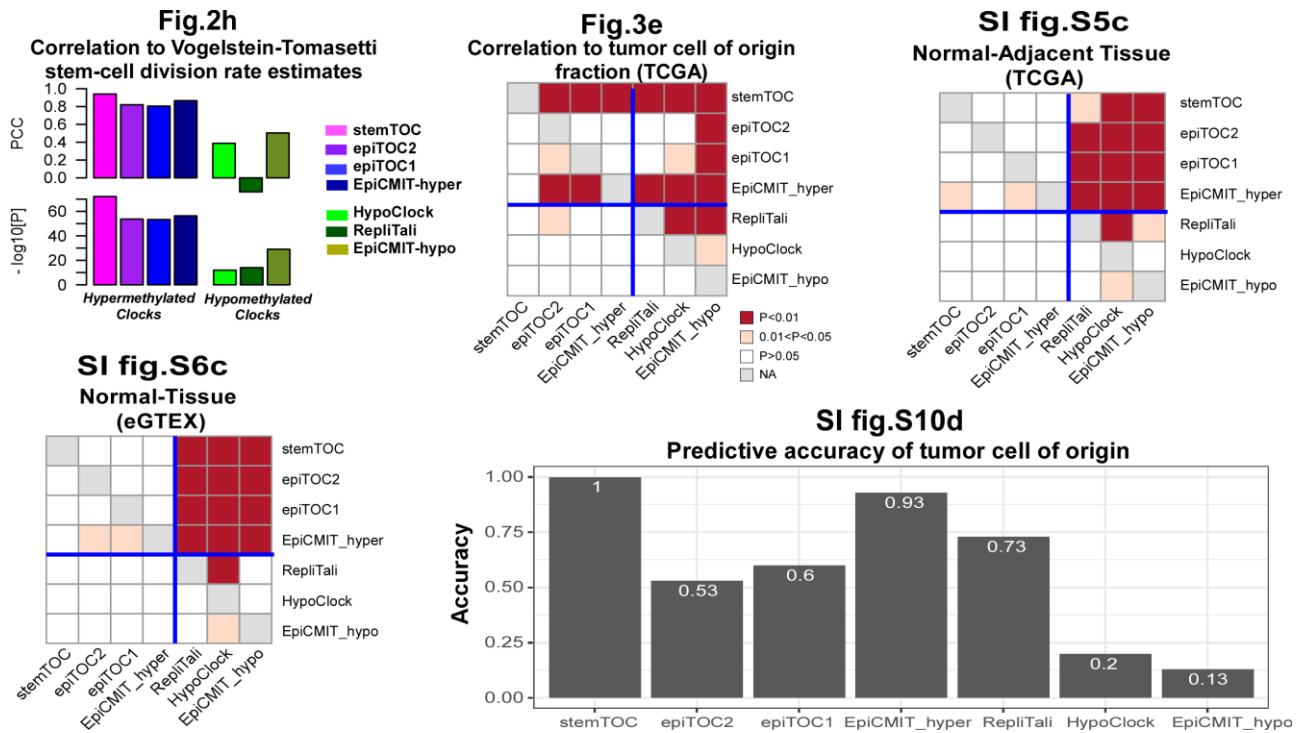 Fig.2h
Correlation to Vogelstein-Tomasetti
stem-cell division rate estimates
PCC
1.0
0.8
0.6
0.4
0.2
0.0
- log10[P]
60
40
20
0
Hypermethylated
Clocks
Hypomethylated
Clocks
stemTOC
epiTOC2
epiTOC1
EpiCMIT-hyper
HypoClock
RepliTali
EpiCMIT-hypo
Fig.3e
Correlation to tumor cell of origin
fraction (TCGA)
stemTOC
epiTOC2
epiTOC1
EpiCMIT_hyper
RepliTali
HypoClock
EpiCMIT_hypo
stemTOC
epiTOC2
epiTOC1
EpiCMIT_hyper
RepliTali
HypoClock
EpiCMIT_hypo
P<0.01
0.01<P<0.05
P>0.05
NA
SI fig.S5c
Normal-Adjacent Tissue
(TCGA)
stemTOC
epiTOC2
epiTOC1
EpiCMIT_hyper
RepliTali
HypoClock
EpiCMIT_hypo
stemTOC
epiTOC2
epiTOC1
EpiCMIT_hyper
RepliTali
HypoClock
EpiCMIT_hypo
SI fig.S6c
Normal-Tissue
(eGTEX)
stemTOC
epiTOC2
epiTOC1
EpiCMIT_hyper
RepliTali
HypoClock
EpiCMIT_hypo
stemTOC
epiTOC2
epiTOC1
EpiCMIT_hyper
RepliTali
HypoClock
EpiCMIT_hypo
SI fig.S10d
Predictive accuracy of tumor cell of origin
Accuracy
1.00
0.75
0.50
0.25
0.00
1
0.53
0.6
0.93
0.73
0.2
0.13
stemTOC
epiTOC2
epiTOC1
EpiCMIT_hyper
RepliTali
HypoClock
EpiCMIT_hypo